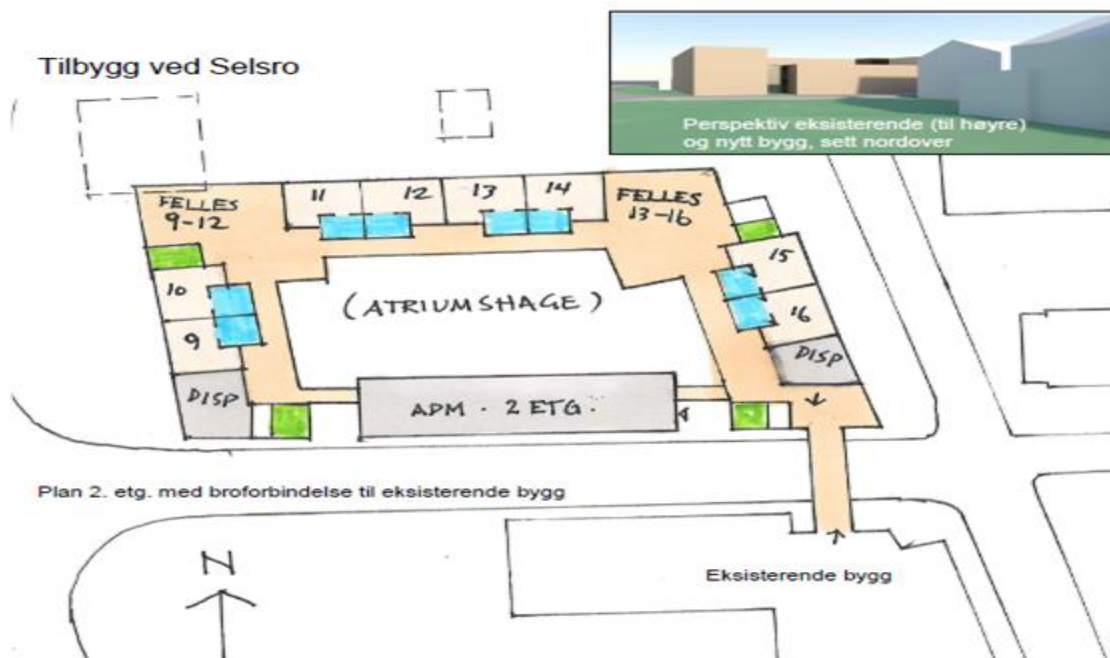 Tilbygg ved Selsro
Perspektiv eksisterende (til høyre)
og nytt bygg, sett nordover
FELLES
9-12
11
12
13
14
FELLES
13-16
10
9
DISP
(ATRIUMSHAGE)
15
16
DISP
ADM. 2 ETG.
Plan 2. etg. med broforbindelse til eksisterende bygg
N
Eksisterende bygg